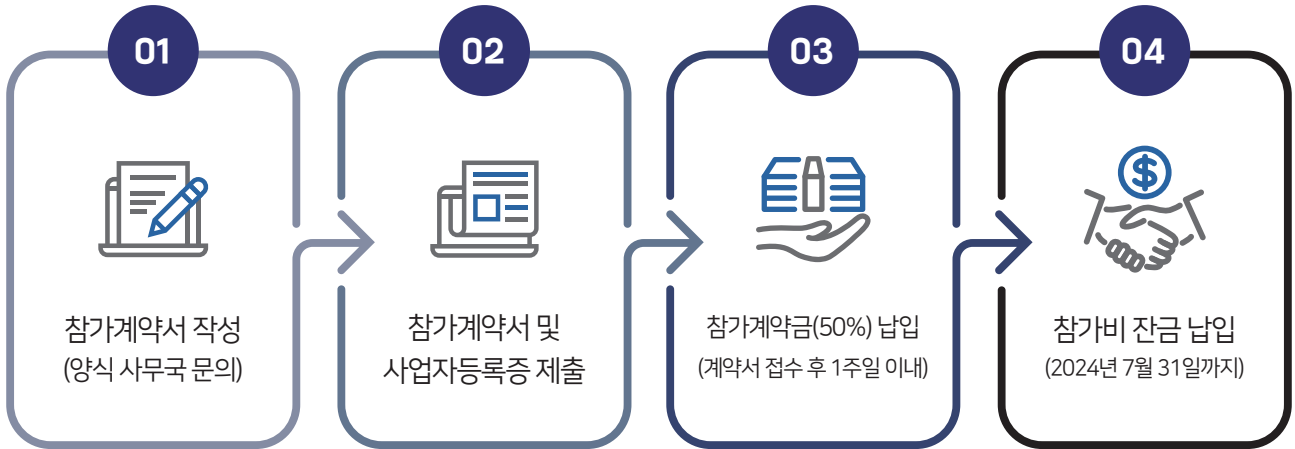 01
참가계약서 작성
(양식 사무국 문의)
02
참가계약서 및
사업자등록증 제출
03
참가계약금(50%) 납입
(계약서 접수 후 1주일 이내)
04
$
참가비 잔금 납입
(2024년 7월 31일까지)